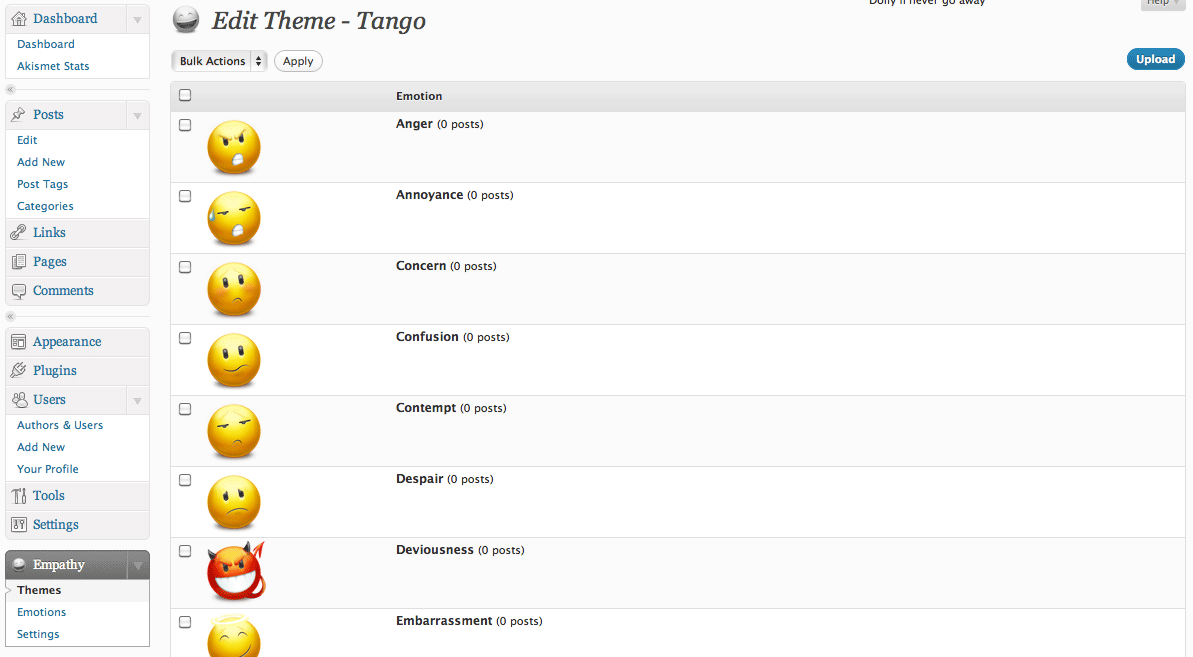 Dolly'll never go away
Help
Edit Theme - Tango
Bulk Actions
Apply
Upload
Dashboard
Dashboard
Akismet Stats
Posts
Edit
Add New
Post Tags
Categories
Links
Pages
Comments
Appearance
Plugins
Users
Authors & Users
Add New
Your Profile
Tools
Settings
Empathy
Themes
Emotions
Settings
Emotion
Anger (0 posts)
Annoyance (0 posts)
Concern (0 posts)
Confusion (0 posts)
Contempt (0 posts)
Despair (0 posts)
Deviousness (0 posts)
Embarrassment (0 posts)